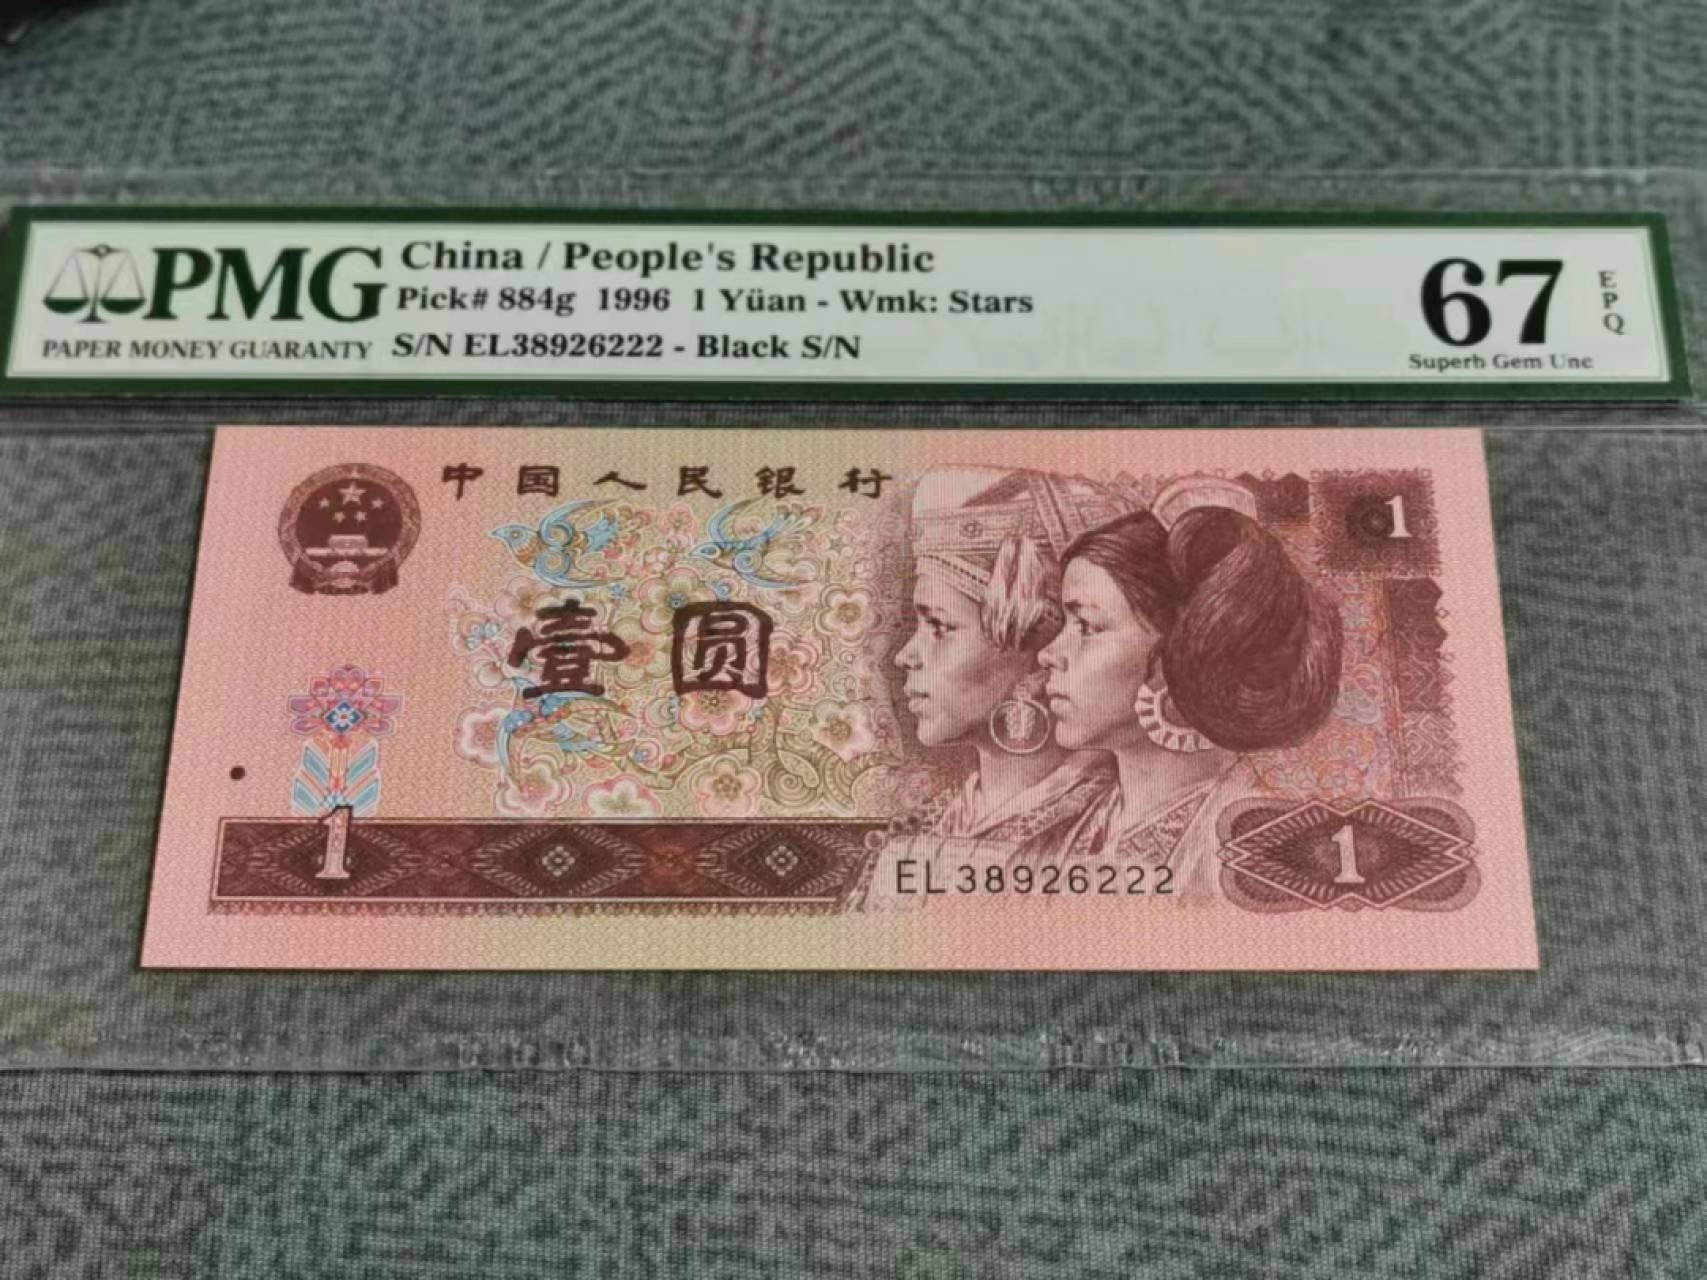 PMG
PAPER MONEY GUARANTY
China / People's Republic
Pick# 884g 1996 1 Yüan - Wmk: Stars
S/N EL38926222 - Black S/N
67
EPQ
Superb Gem Unc
中国人民银行
1
壹圆
1
EL38926222
1